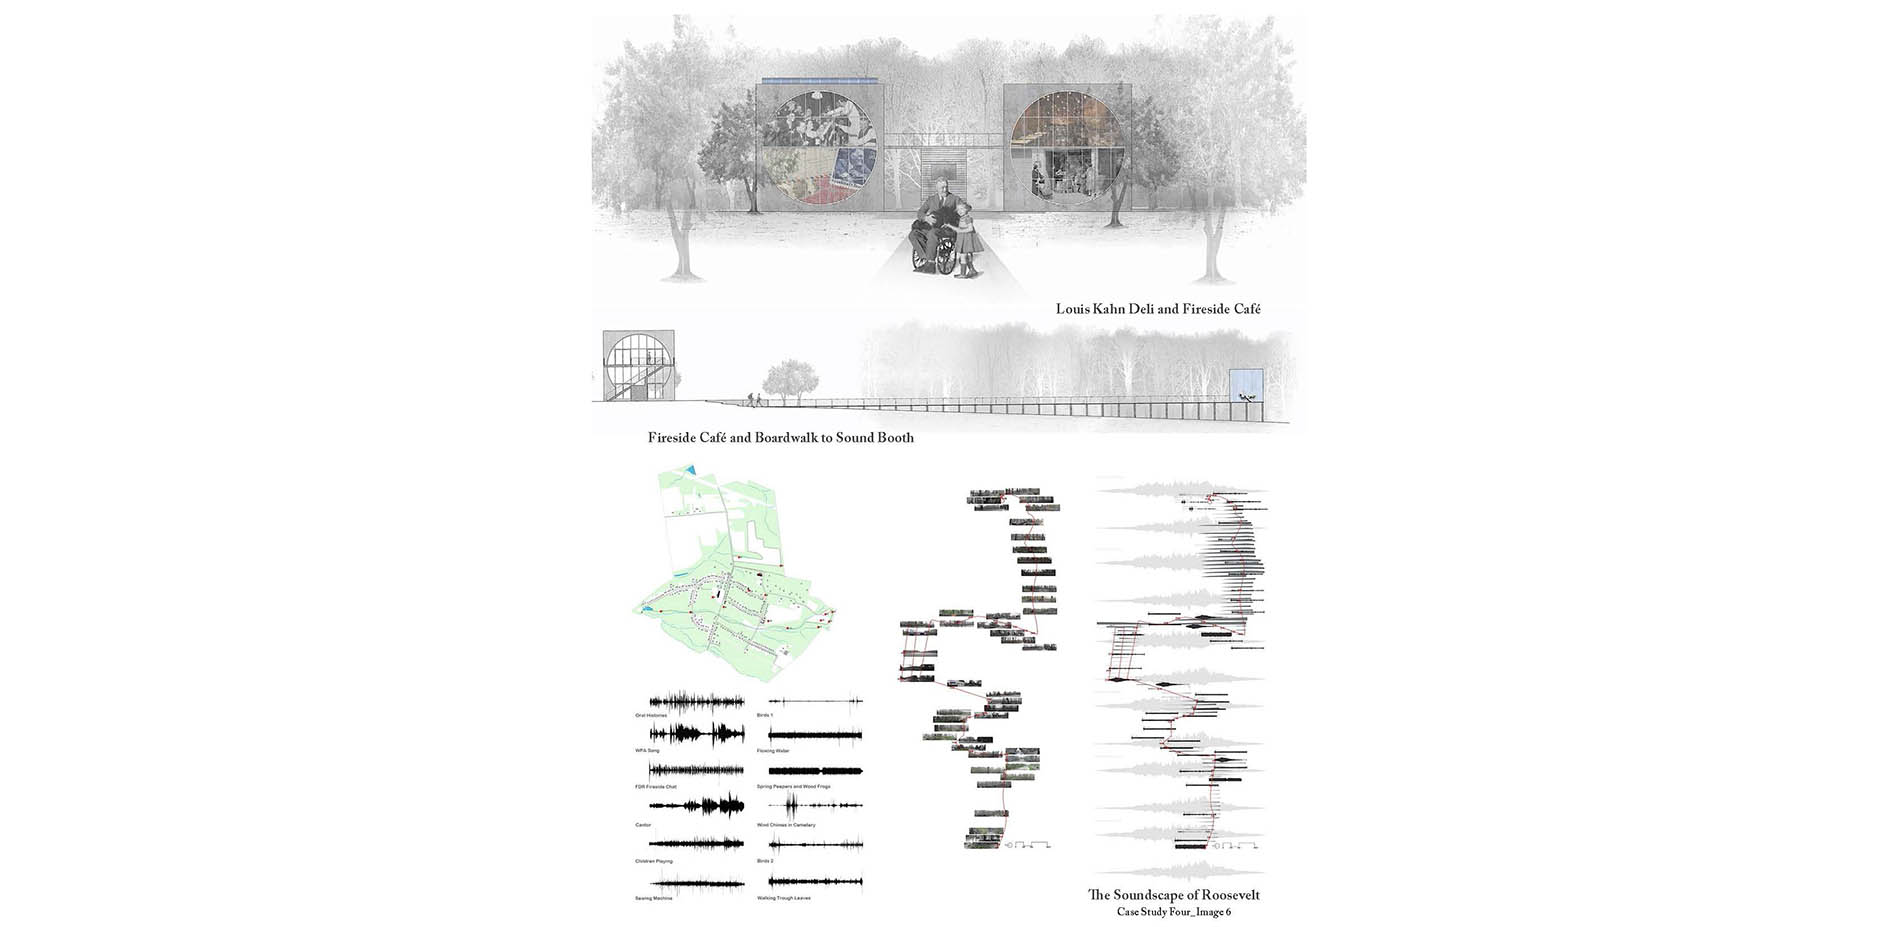 Louis Kahn Deli and Fireside Café
Fireside Café and Boardwalk to Sound Booth
Oral Histories
Birds 1
WPA Song
Flowing Water
FDR Fireside Chat
Spring Peepers and Wood Frogs
Cantor
Wind Chimes in Cemetery
Children Playing
Birds 2
Sewing Machine
Walking Trough Leaves
The Soundscape of Roosevelt
Case Study Four_Image 6